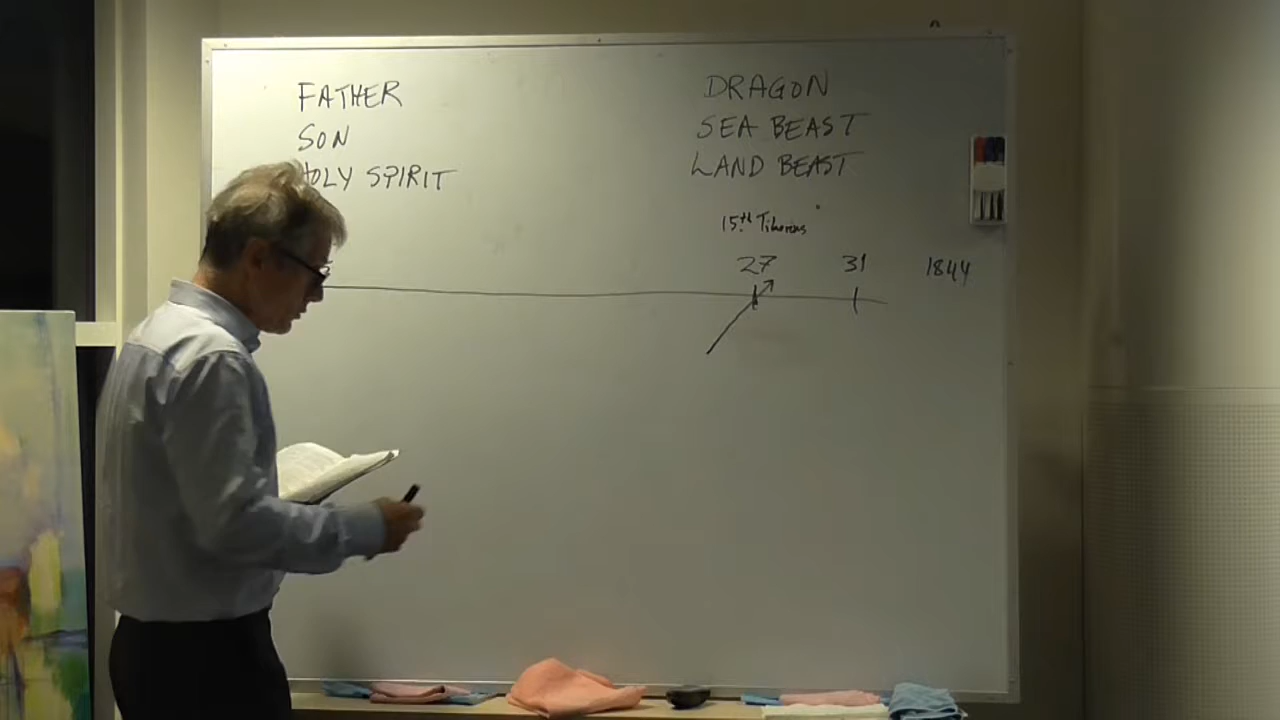 FATHER
SON
HOLY SPIRIT
DRAGON
SEA BEAST
LAND BEAST
15th Tiberius
27 31 1844